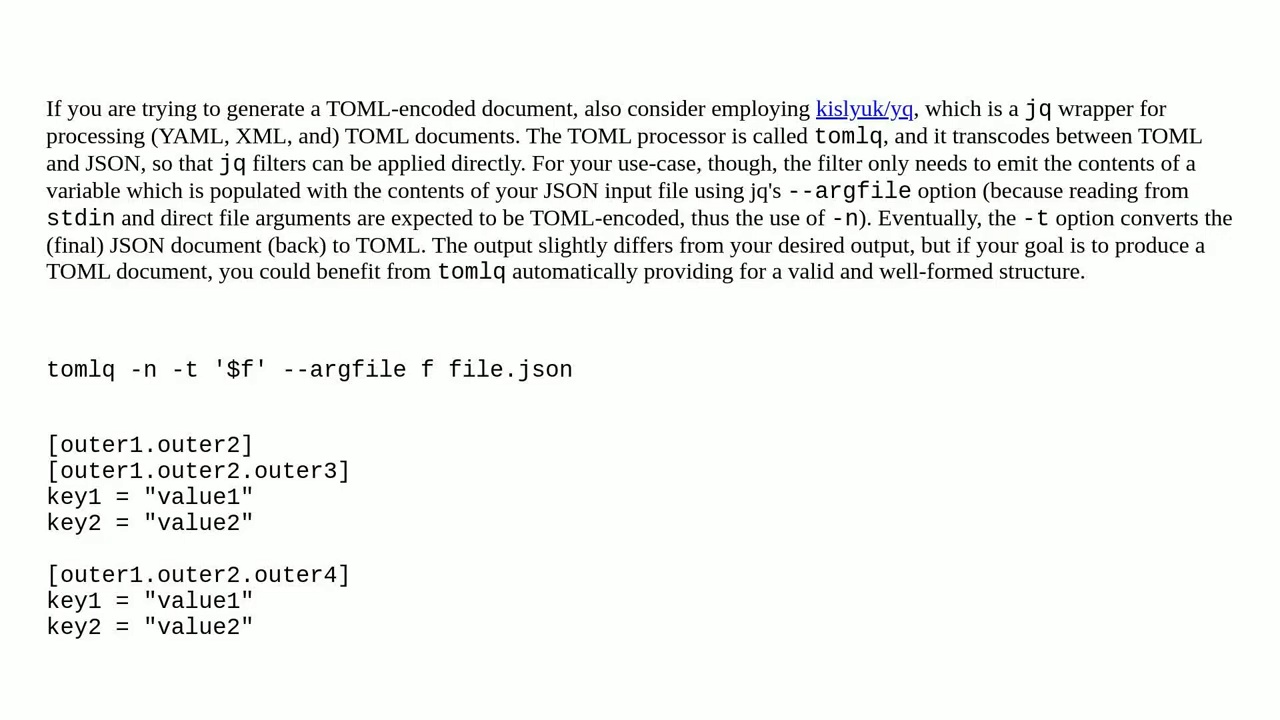 If you are trying to generate a TOML-encoded document, also consider employing kislyuk/yq, which is a jq wrapper for
processing (YAML, XML, and) TOML documents. The TOML processor is called tomlq, and it transcodes between TOML
and JSON, so that jq filters can be applied directly. For your use-case, though, the filter only needs to emit the contents of a
variable which is populated with the contents of your JSON input file using jq's --argfile option (because reading from
stdin and direct file arguments are expected to be TOML-encoded, thus the use of -n). Eventually, the -t option converts the
(final) JSON document (back) to TOML. The output slightly differs from your desired output, but if your goal is to produce a
TOML document, you could benefit from tomlq automatically providing for a valid and well-formed structure.
tomlq -n -t '$f' --argfile f file.json
[outer1.outer2]
[outer1.outer2.outer3]
key1 = "value1"
key2 = "value2"
[outer1.outer2.outer4]
key1 = "value1"
key2 = "value2"